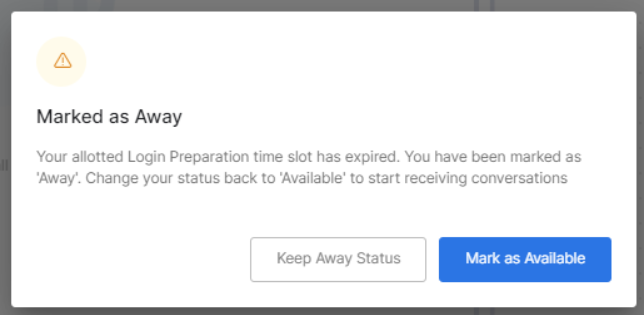 Marked as Away
Your allotted Login Preparation time slot has expired. You have been marked as
'Away'. Change your status back to 'Available' to start receiving conversations
Keep Away Status
Mark as Available